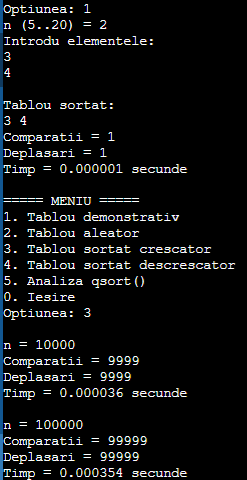 Optiunea: 1
n (5..20) = 2
Introdu elementele:
3
4
Tablou sortat:
3 4
Comparatii = 1
Deplasari = 1
Timp = 0.000001 secunde
===== MENIU =====
1. Tablou demonstrativ
2. Tablou aleator
3. Tablou sortat crescator
4. Tablou sortat descrescator
5. Analiza qsort()
0. Iesire
Optiunea: 3
n = 10000
Comparatii = 9999
Deplasari = 9999
Timp = 0.000036 secunde
n = 100000
Comparatii = 99999
Deplasari = 99999
Timp = 0.000354 secunde